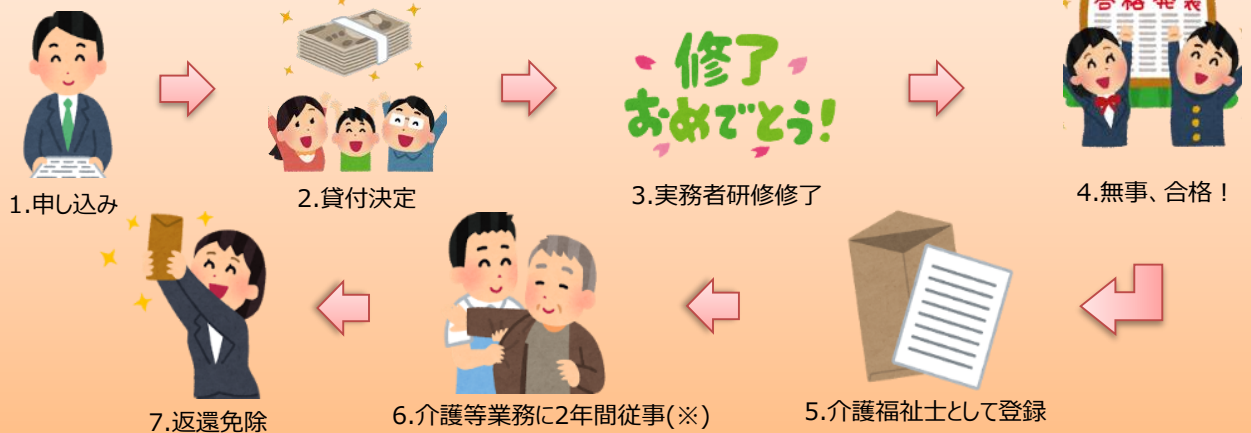 合格発表
修了
おめでとう!
1.申し込み
2.貸付決定
3.実務者研修修了
4.無事、合格！
5.介護福祉士として登録
6.介護等業務に2年間従事(※)
7.返還免除